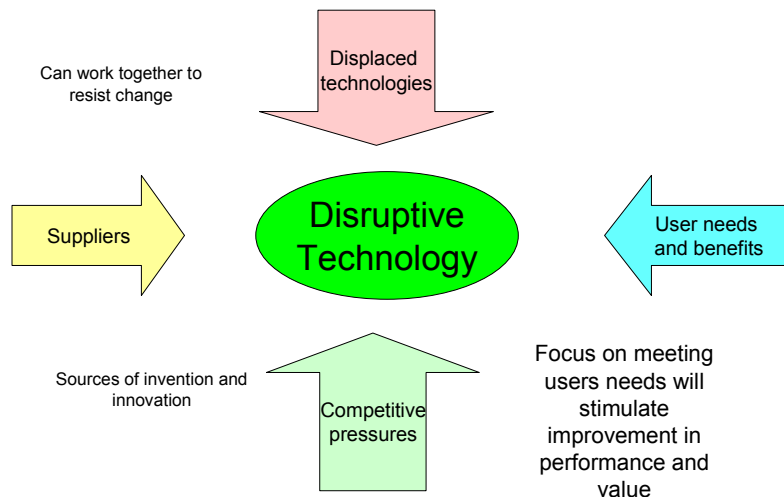 Can work together to
resist change
Displaced
technologies
Suppliers
Disruptive
Technology
User needs
and benefits
Sources of invention and
innovation
Competitive
pressures
Focus on meeting
users needs will
stimulate
improvement in
performance and
value